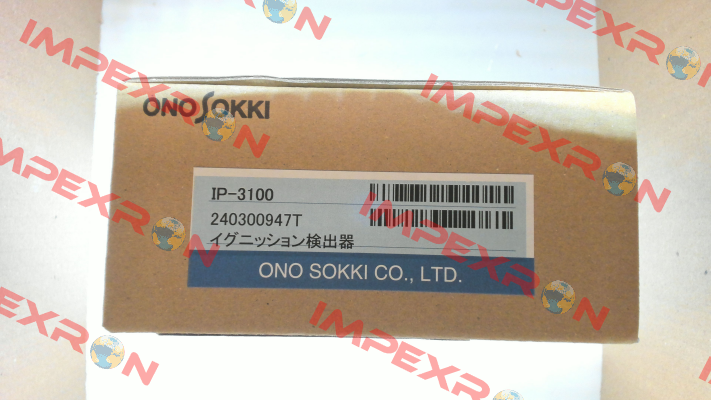 ONO SOKKI
IP-3100
240300947T
イグニッション検出器
ONO SOKKI CO., LTD.
IMPEXRON
IMPEXRON
IMPEXRON
IMPEXRON
IMPEXRON
IMPEXRON
IMPEXRON
IMPEXRON